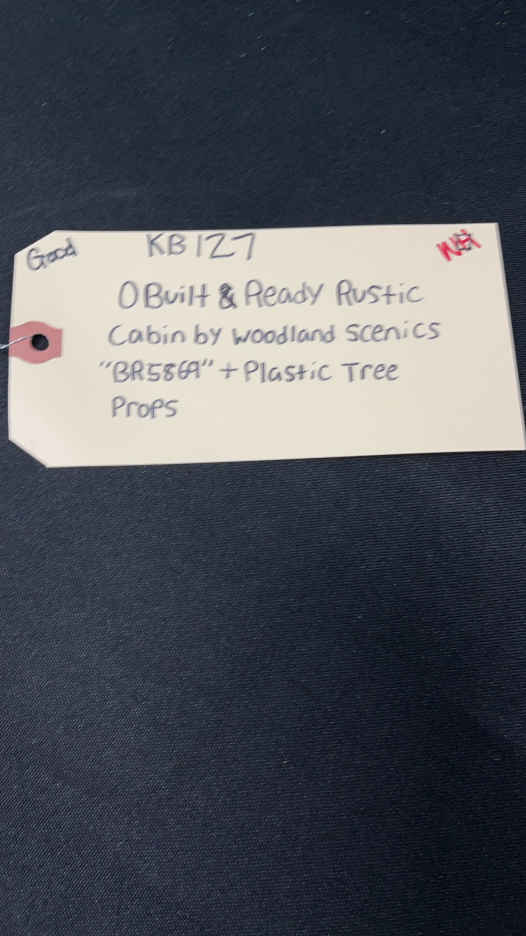 Good KB127
O Built & Ready Rustic
Cabin by Woodland Scenics
"BR5869" + Plastic Tree
Props